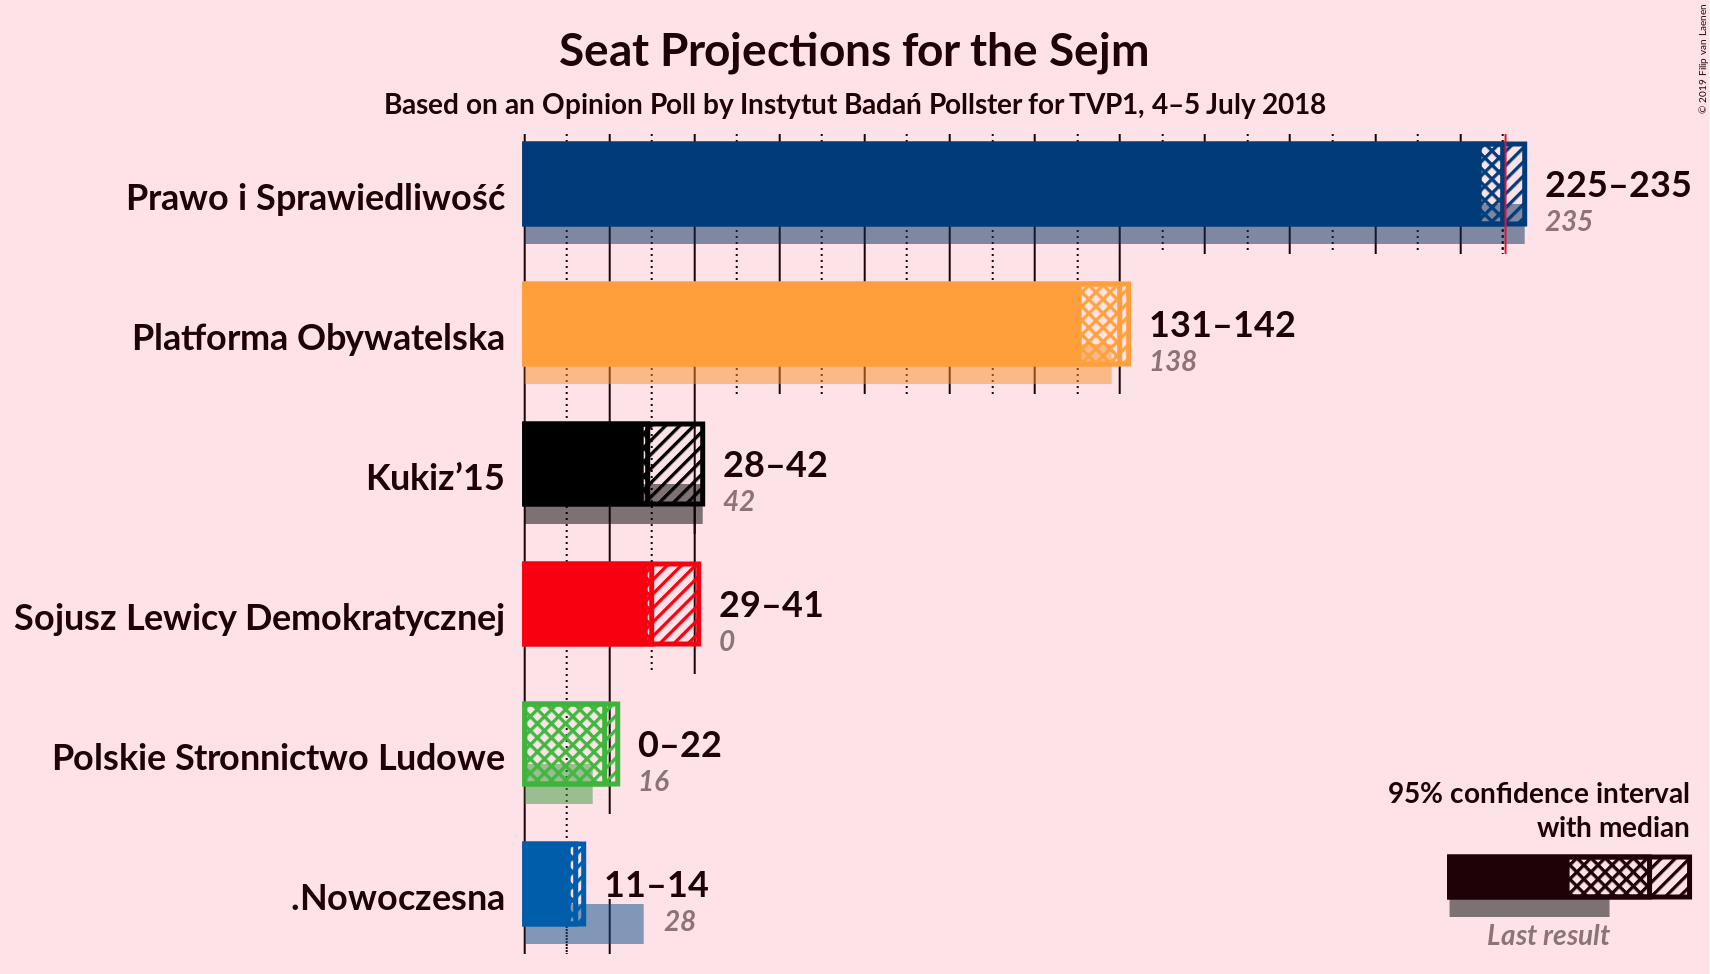 Seat Projections for the Sejm
Based on an Opinion Poll by Instytut Badań Pollster for TVP1, 4–5 July 2018
© 2019 Filip van Laenen
Prawo i Sprawiedliwość
225–235
235
Platforma Obywatelska
131–142
138
Kukiz’15
28–42
42
Sojusz Lewicy Demokratycznej
29–41
0
Polskie Stronnictwo Ludowe
0–22
16
.Nowoczesna
11–14
28
95% confidence interval
with median
Last result